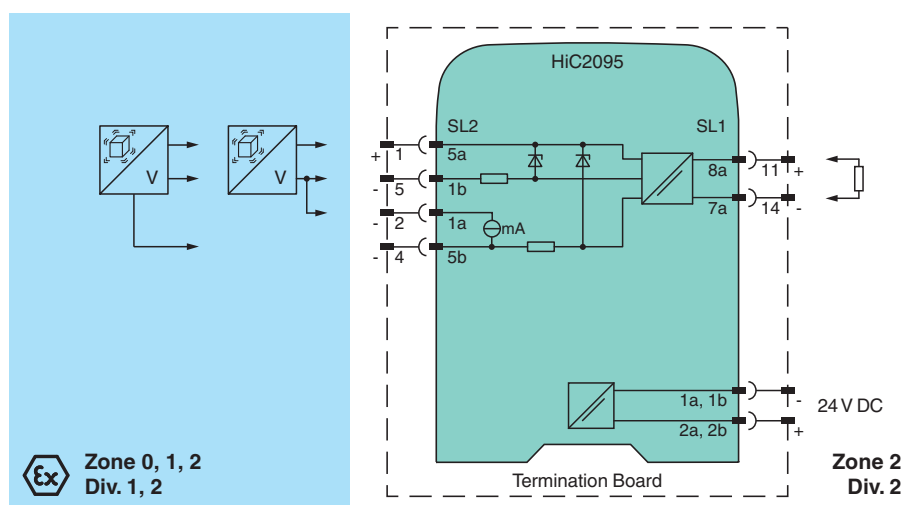 HiC2095
SL2
SL1
V
V
+ 1
5a
8a
11 +
- 5
1b
7a
14 -
- 2
1a
mA
- 4
5b
1a, 1b
-
24 V DC
2a, 2b
+
Ex
Zone 0, 1, 2
Div. 1, 2
Termination Board
Zone 2
Div. 2